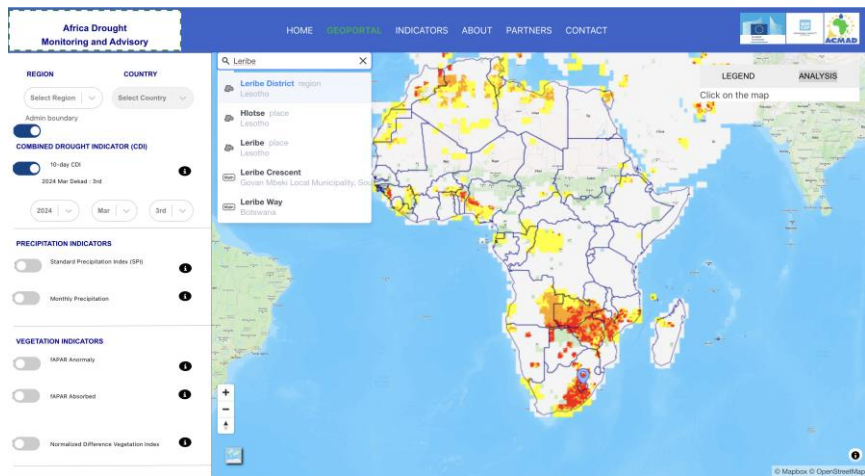 Africa Drought
Monitoring and Advisory
HOME GEOPORTAL INDICATORS ABOUT PARTNERS CONTACT
ACMAD
REGION COUNTRY
Select Region Select Country
Admin boundary
COMBINED DROUGHT INDICATOR (CDI)
10-day CDI
2024 Mar Dekad : 3rd
2024 Mar 3rd
PRECIPITATION INDICATORS
Standard Precipitation Index (SPI)
Monthly Precipitation
VEGETATION INDICATORS
fAPAR Anormaly
fAPAR Absorbed
Normalized Difference Vegetation Index
Leribe
Leribe District region
Lesotho
Hlotse place
Lesotho
Leribe place
Lesotho
Leribe Crescent
Govan Mbeki Local Municipality, Sou
Leribe Way
Botswana
LEGEND ANALYSIS
Click on the map
© Mapbox © OpenStreetMap